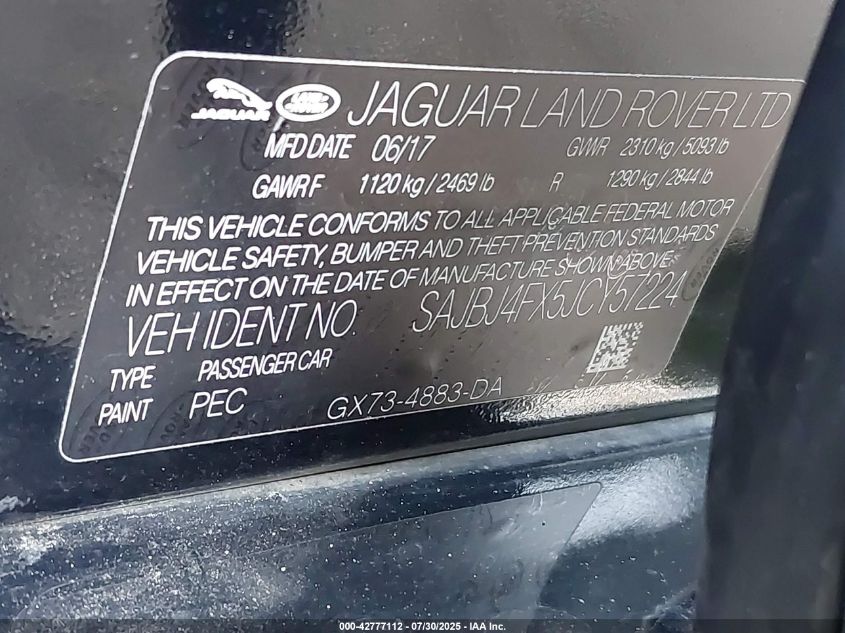 JAGUAR LAND ROVER JAGUAR LAND ROVER LTD
MFD DATE 06/17 GVWR 2310 kg / 5093 lb
GAWR F 1120 kg / 2469 lb R 1290 kg / 2844 lb
THIS VEHICLE CONFORMS TO ALL APPLICABLE FEDERAL MOTOR
VEHICLE SAFETY, BUMPER AND THEFT PREVENTION STANDARDS
IN EFFECT ON THE DATE OF MANUFACTURE SHOWN ABOVE
VEH IDENT NO. SAJBJ4FX5JCY57224
TYPE PASSENGER CAR
PAINT PEC GX73-4883-DA
000-42777112 / 07/30/2025 - IAA Inc.